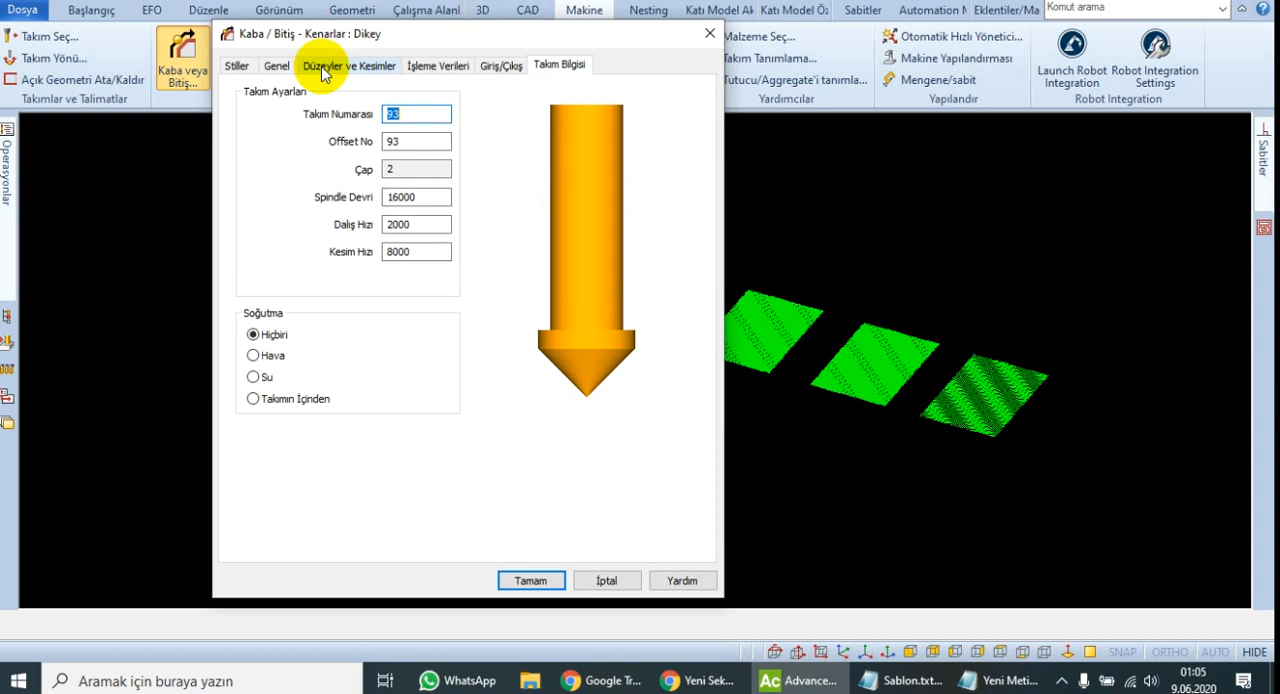 Dosya Başlangıç EFO Düzenle Görünüm Geometri Çalışma Alanl 3D CAD Makine Nesting Katı Model Ak Katı Model Öz Sabitler Automation M Eklentiler/Ma Komut arama
Takım Seç...
Takım Yönü...
Açık Geometri Ata/Kaldır
Takımlar ve Talimatlar
Kaba veya
Bitiş...
Malzeme Seç...
Takım Tanımlama...
Tutucu/Aggregate'i tanımla...
Yardımcılar
Otomatik Hızlı Yönetici...
Makine Yapılandırması
Mengene/sabit
Yapılandır
Launch Robot
Integration
Robot Integration
Settings
Robot Integration
Operasyonlar
Sabitler
Kaba / Bitiş - Kenarlar : Dikey
Stiller Genel Düzeyler ve Kesimler İşleme Verileri Giriş/Çıkış Takım Bilgisi
Takım Ayarları
Takım Numarası 93
Offset No 93
Çap 2
Spindle Devri 16000
Dalış Hızı 2000
Kesim Hızı 8000
Soğutma
Hiçbiri
Hava
Su
Takımın İçinden
Tamam İptal Yardım
SNAP ORTHO AUTO HIDE
Aramak için buraya yazın
WhatsApp
Google Tr...
Yeni Sek...
Ac Advance...
Sablon.txt...
Yeni Meti...
01:05
9.06.2020